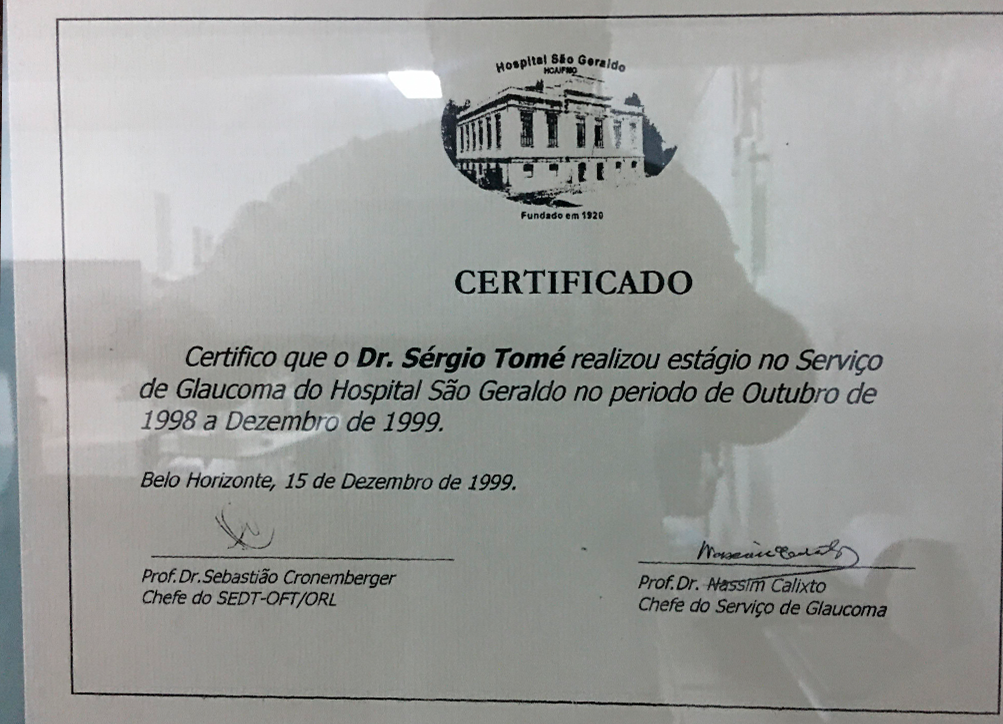 Hospital São Geraldo
HC/UFMG
Fundado em 1920
CERTIFICADO
Certifico que o Dr. Sérgio Tomé realizou estágio no Serviço
de Glaucoma do Hospital São Geraldo no periodo de Outubro de
1998 a Dezembro de 1999.
Belo Horizonte, 15 de Dezembro de 1999.
Prof.Dr.Sebastião Cronemberger
Chefe do SEDT-OFT/ORL
Prof.Dr. Nassim Calixto
Chefe do Serviço de Glaucoma